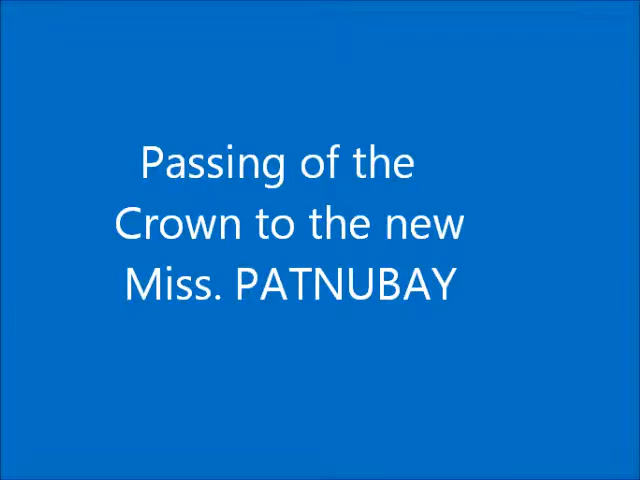 Passing of the
Crown to the new
Miss. PATNUBAY